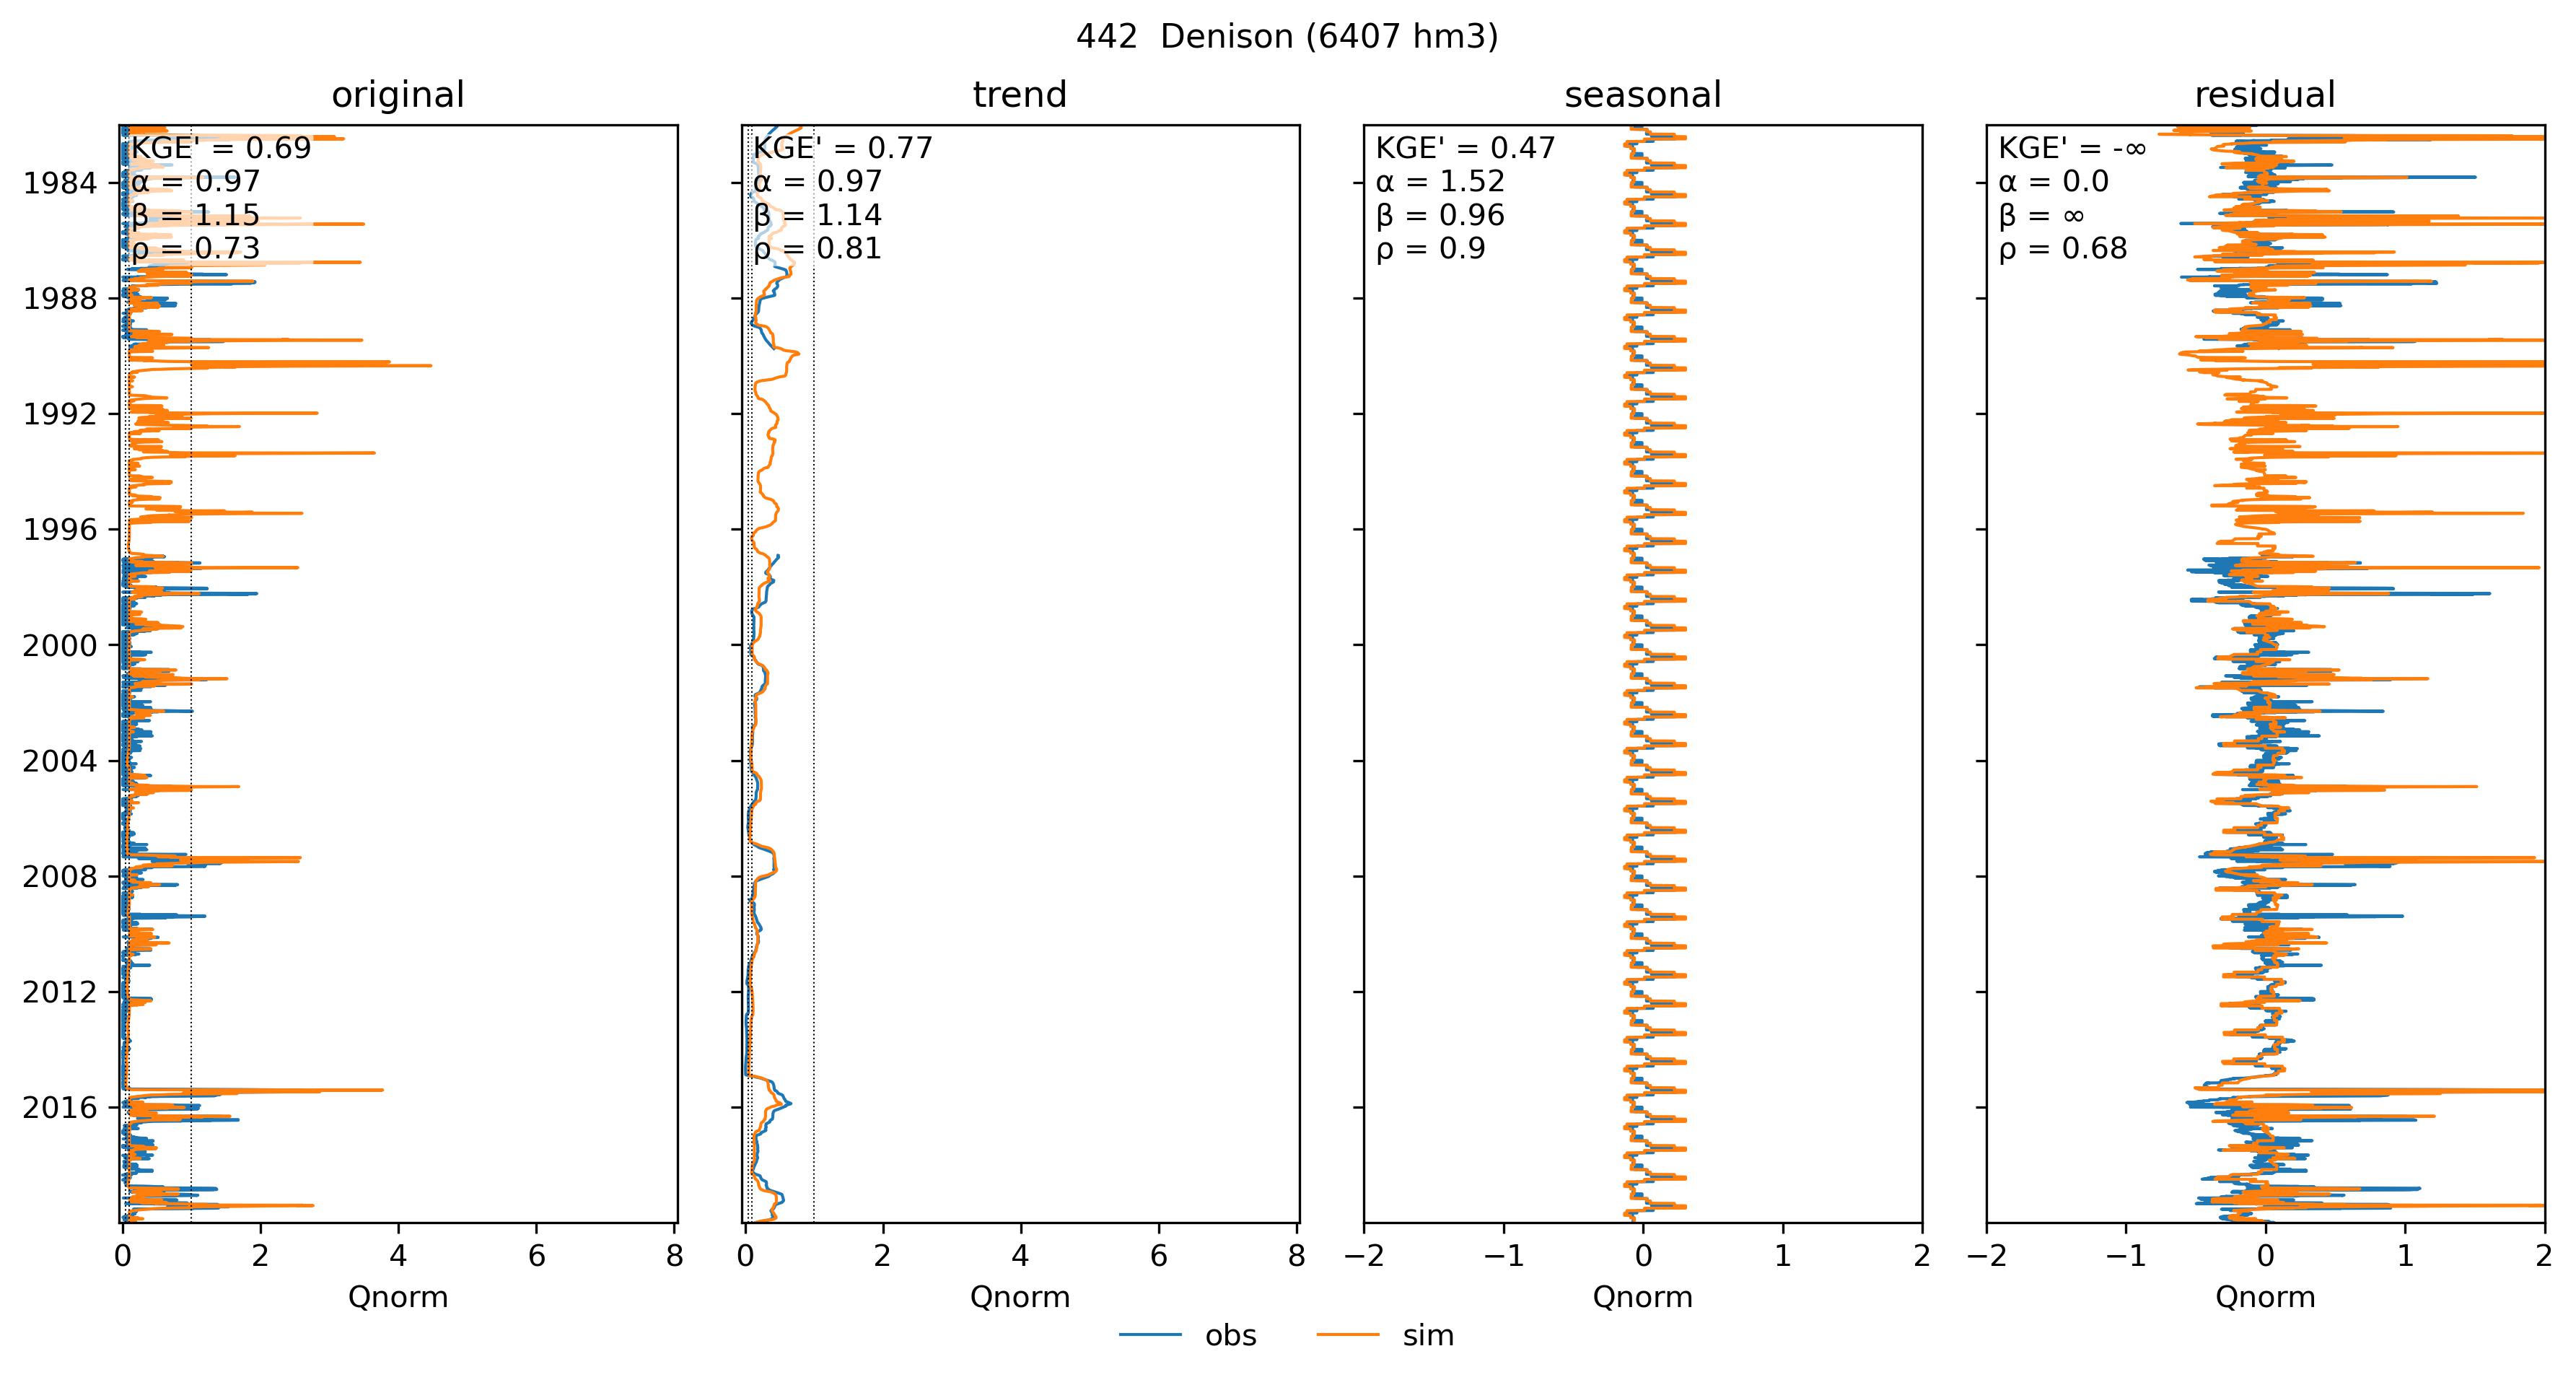 442  Denison (6407 hm3)
original
trend
seasonal
residual
KGE' = 0.69
α = 0.97
β = 1.15
ρ = 0.73
KGE' = 0.77
α = 0.97
β = 1.14
ρ = 0.81
KGE' = 0.47
α = 1.52
β = 0.96
ρ = 0.9
KGE' = -∞
α = 0.0
β = ∞
ρ = 0.68
1984
1988
1992
1996
2000
2004
2008
2012
2016
0 2 4 6 8
0 2 4 6 8
−2 −1 0 1 2
−2 −1 0 1 2
Qnorm
Qnorm
Qnorm
Qnorm
obs
sim